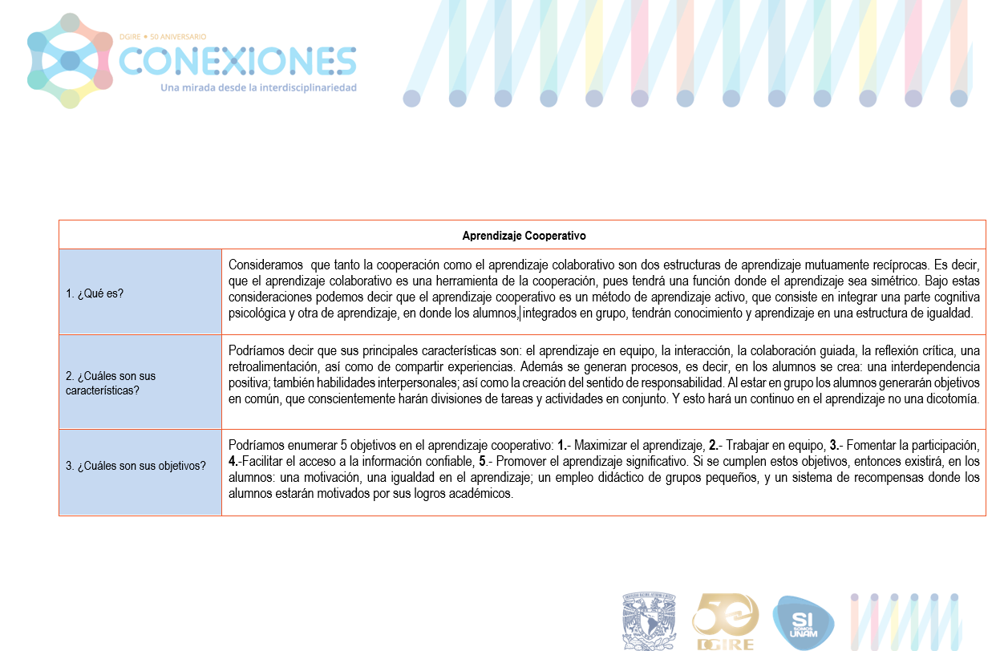 DGIRE • 50 ANIVERSARIO
CONEXIONES
Una mirada desde la interdisciplinariedad
Aprendizaje Cooperativo
1. ¿Qué es?
Consideramos  que tanto la cooperación como el aprendizaje colaborativo son dos estructuras de aprendizaje mutuamente recíprocas. Es decir,
que el aprendizaje colaborativo es una herramienta de la cooperación, pues tendrá una función donde el aprendizaje sea simétrico. Bajo estas
consideraciones podemos decir que el aprendizaje cooperativo es un método de aprendizaje activo, que consiste en integrar una parte cognitiva
psicológica y otra de aprendizaje, en donde los alumnos, integrados en grupo, tendrán conocimiento y aprendizaje en una estructura de igualdad.
2. ¿Cuáles son sus
características?
Podríamos decir que sus principales características son: el aprendizaje en equipo, la interacción, la colaboración guiada, la reflexión crítica, una
retroalimentación, así como de compartir experiencias. Además se generan procesos, es decir, en los alumnos se crea: una interdependencia
positiva; también habilidades interpersonales; así como la creación del sentido de responsabilidad. Al estar en grupo los alumnos generarán objetivos
en común, que conscientemente harán divisiones de tareas y actividades en conjunto. Y esto hará un continuo en el aprendizaje no una dicotomía.
3. ¿Cuáles son sus objetivos?
Podríamos enumerar 5 objetivos en el aprendizaje cooperativo: 1.- Maximizar el aprendizaje, 2.- Trabajar en equipo, 3.- Fomentar la participación,
4.-Facilitar el acceso a la información confiable, 5.- Promover el aprendizaje significativo. Si se cumplen estos objetivos, entonces existirá, en los
alumnos: una motivación, una igualdad en el aprendizaje; un empleo didáctico de grupos pequeños, y un sistema de recompensas donde los
alumnos estarán motivados por sus logros académicos.
50
DGIRE
SI
SOMOS
UNAM